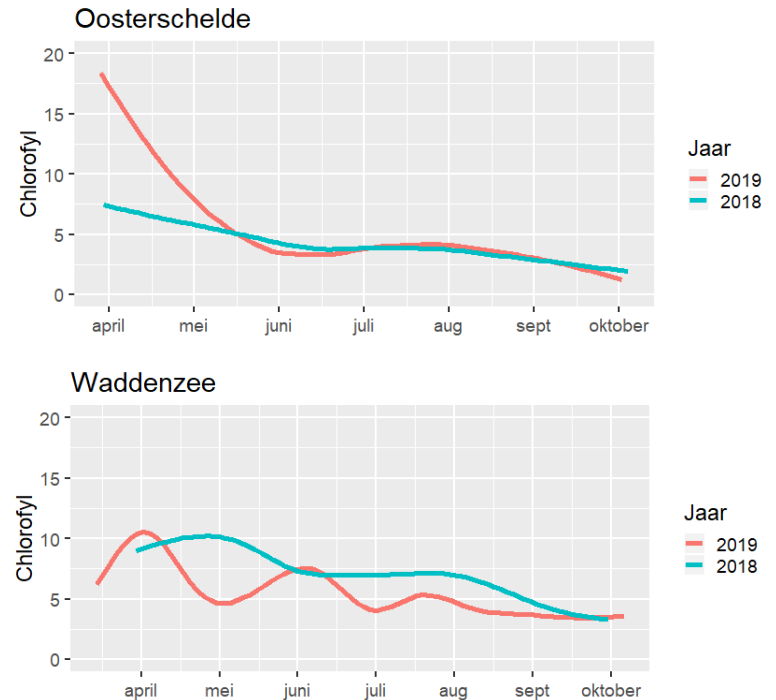 Oosterschelde
20
15
10
5
0
Chlorofyl
april mei juni juli aug sept oktober
Jaar
2019
2018
Waddenzee
20
15
10
5
0
Chlorofyl
april mei juni juli aug sept oktober
Jaar
2019
2018